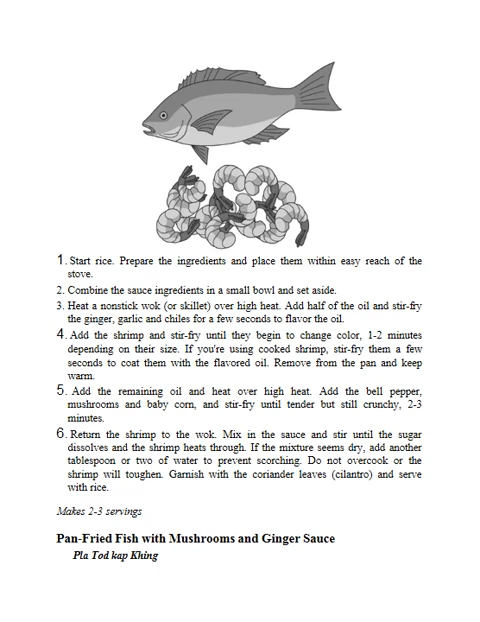 1. Start rice. Prepare the ingredients and place them within easy reach of the
stove.
2. Combine the sauce ingredients in a small bowl and set aside.
3. Heat a nonstick wok (or skillet) over high heat. Add half of the oil and stir-fry
the ginger, garlic and chiles for a few seconds to flavor the oil.
4. Add the shrimp and stir-fry until they begin to change color, 1-2 minutes
depending on their size. If you're using cooked shrimp, stir-fry them a few
seconds to coat them with the flavored oil. Remove from the pan and keep
warm.
5. Add the remaining oil and heat over high heat. Add the bell pepper,
mushrooms and baby corn, and stir-fry until tender but still crunchy, 2-3
minutes.
6. Return the shrimp to the wok. Mix in the sauce and stir until the sugar
dissolves and the shrimp heats through. If the mixture seems dry, add another
tablespoon or two of water to prevent scorching. Do not overcook or the
shrimp will toughen. Garnish with the coriander leaves (cilantro) and serve
with rice.
Makes 2-3 servings
Pan-Fried Fish with Mushrooms and Ginger Sauce
Pla Tod kap Khing